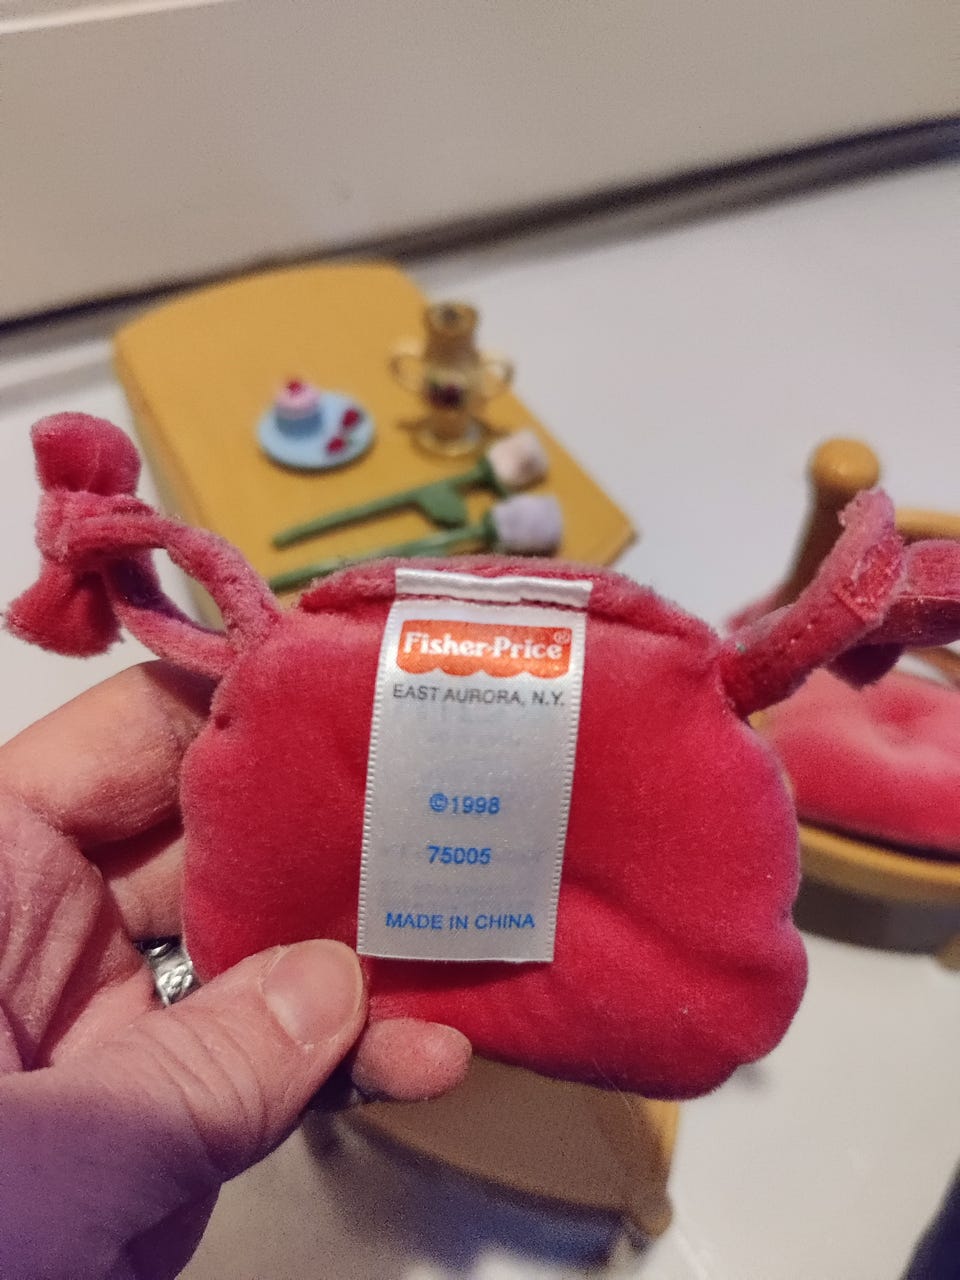 Fisher-Price®
EAST AURORA, N.Y.
©1998
75005
MADE IN CHINA